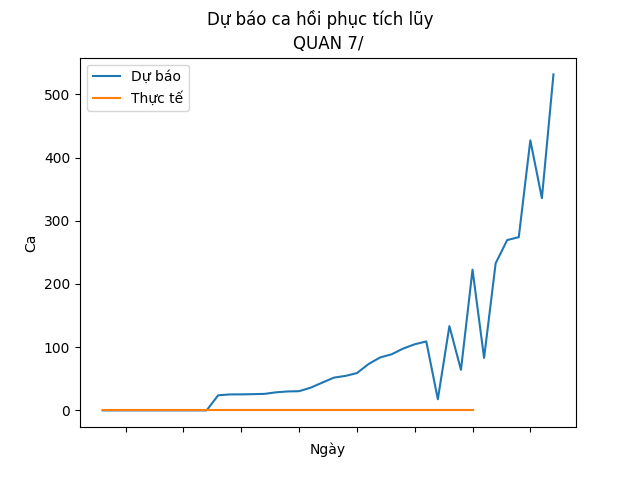 Dự báo ca hồi phục tích lũy
QUAN 7/
Dự báo
Thực tế
500
400
300
200
100
0
Ca
Ngày